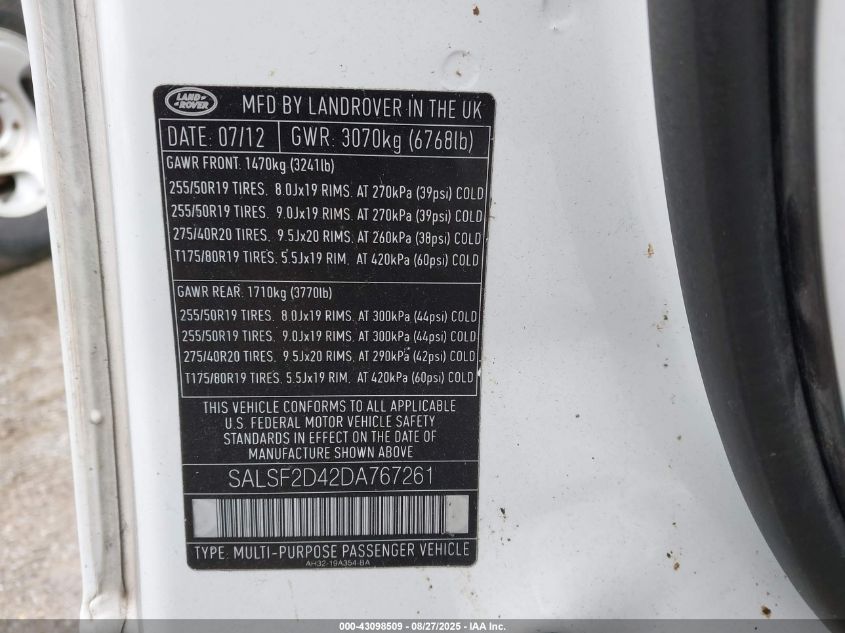 LAND ROVER
MFD BY LANDROVER IN THE UK
DATE: 07/12 GWR: 3070kg (6768lb)
GAWR FRONT: 1470kg (3241lb)
255/50R19 TIRES. 8.0Jx19 RIMS. AT 270kPa (39psi) COLD
255/50R19 TIRES. 9.0Jx19 RIMS. AT 270kPa (39psi) COLD
275/40R20 TIRES. 9.5Jx20 RIMS. AT 260kPa (38psi) COLD
T175/80R19 TIRES. 5.5Jx19 RIM. AT 420kPa (60psi) COLD
GAWR REAR: 1710kg (3770lb)
255/50R19 TIRES. 8.0Jx19 RIMS. AT 300kPa (44psi) COLD
255/50R19 TIRES. 9.0Jx19 RIMS. AT 300kPa (44psi) COLD
275/40R20 TIRES. 9.5Jx20 RIMS. AT 290kPa (42psi) COLD
T175/80R19 TIRES. 5.5Jx19 RIM. AT 420kPa (60psi) COLD
THIS VEHICLE CONFORMS TO ALL APPLICABLE
U.S. FEDERAL MOTOR VEHICLE SAFETY
STANDARDS IN EFFECT ON THE DATE OF
MANUFACTURE SHOWN ABOVE
SALSF2D42DA767261
TYPE: MULTI-PURPOSE PASSENGER VEHICLE
AH32-19A354-BA
000-43098509 - 08/27/2025 - IAA Inc.